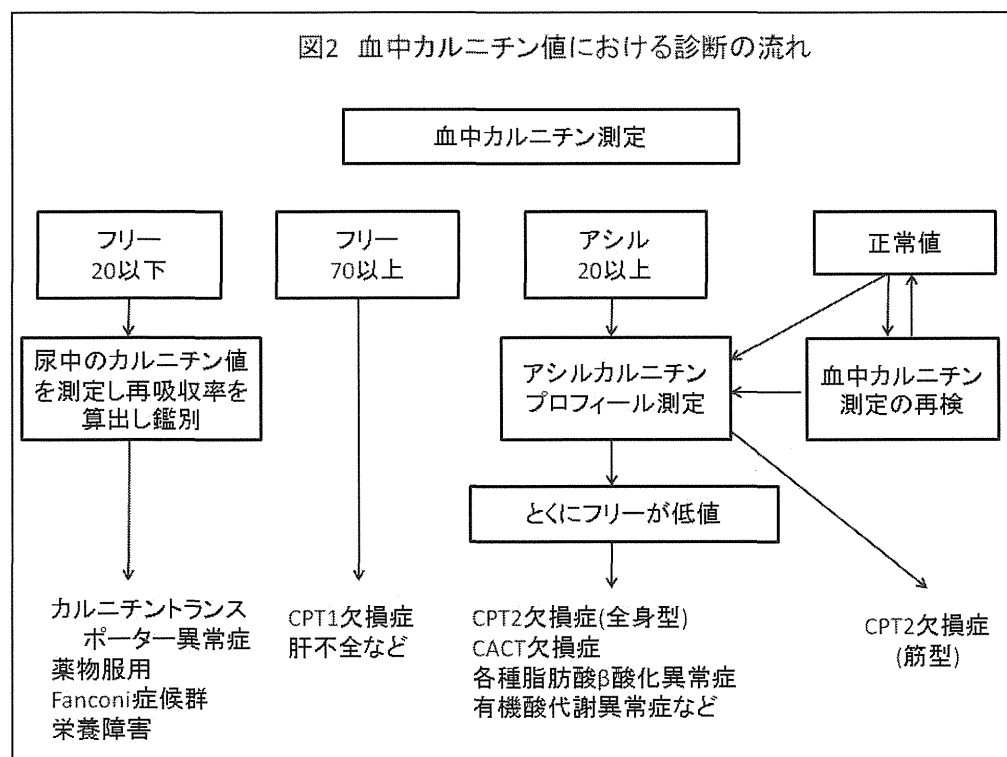 図2 血中カルニチン値における診断の流れ
血中カルニチン測定
フリー
20以下
フリー
70以上
アシル
20以上
正常値
尿中のカルニチン値
を測定し再吸収率を
算出し鑑別
アシルカルニチン
プロフィール測定
血中カルニチン
測定の再検
とくにフリーが低値
カルニチントランス
ポーター異常症
薬物服用
Fanconi症候群
栄養障害
CPT1欠損症
肝不全など
CPT2欠損症(全身型)
CACT欠損症
各種脂肪酸β酸化異常症
有機酸代謝異常症など
CPT2欠損症
(筋型)